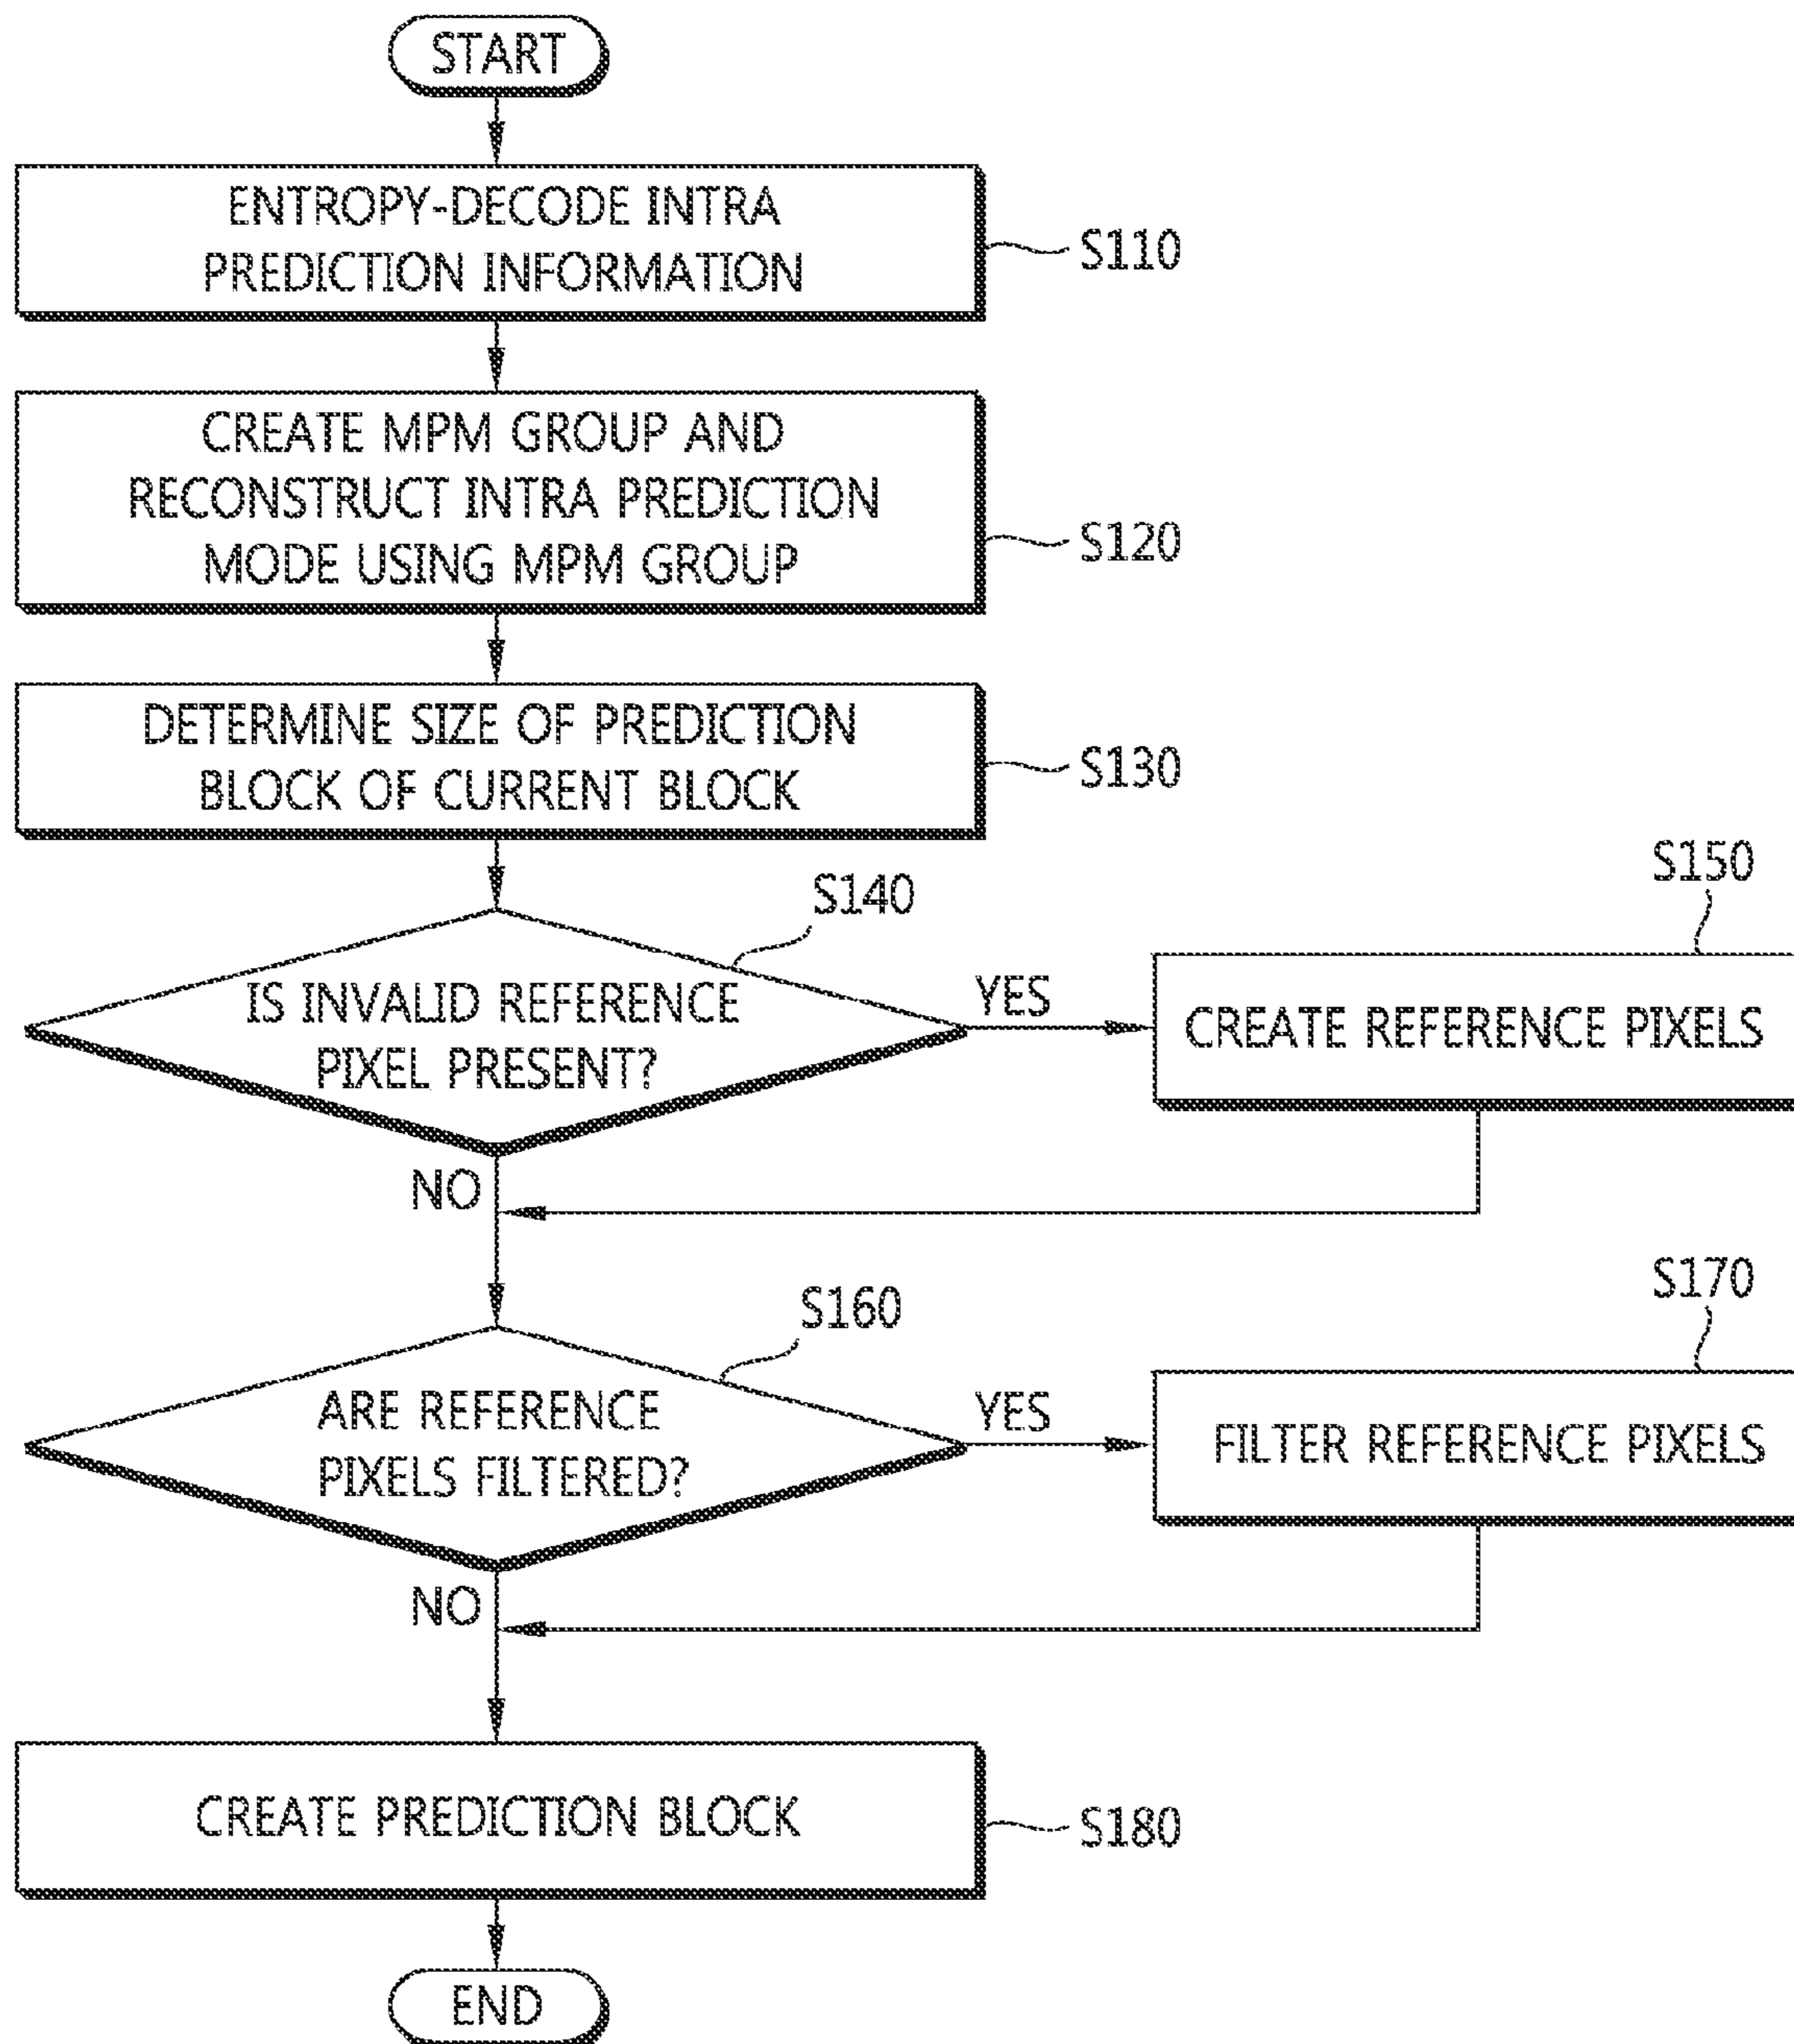 START
ENTROPY-DECODE INTRA
PREDICTION INFORMATION
S110
CREATE MPM GROUP AND
RECONSTRUCT INTRA PREDICTION
MODE USING MPM GROUP
S120
DETERMINE SIZE OF PREDICTION
BLOCK OF CURRENT BLOCK
S130
S140
IS INVALID REFERENCE
PIXEL PRESENT?
YES
S150
CREATE REFERENCE PIXELS
NO
S160
ARE REFERENCE
PIXELS FILTERED?
YES
S170
FILTER REFERENCE PIXELS
NO
CREATE PREDICTION BLOCK
S180
END